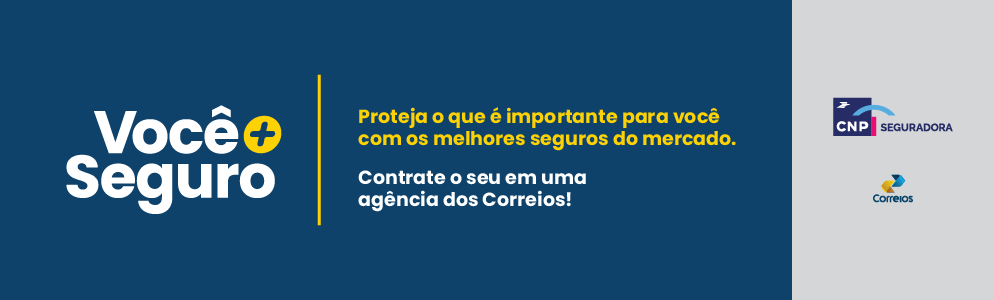 Você+
Seguro
Proteja o que é importante para você
com os melhores seguros do mercado.
Contrate o seu em uma
agência dos Correios!
CNP SEGURADORA
Correios